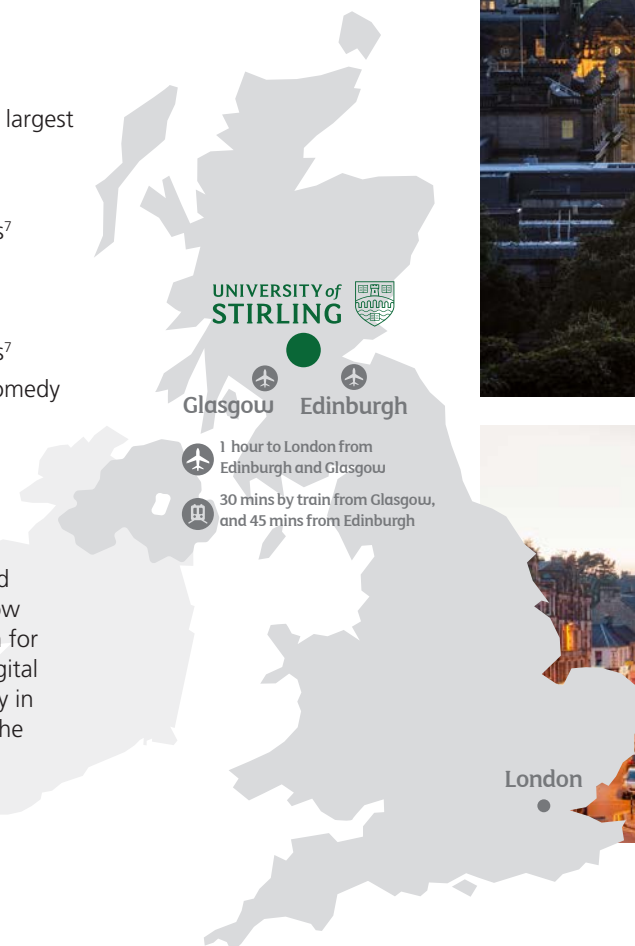 largest
s7
s7
omedy
d
ow
n for
gital
y in
he
UNIVERSITY of
STIRLING
Glasgow
Edinburgh
1 hour to London from
Edinburgh and Glasgow
30 mins by train from Glasgow,
and 45 mins from Edinburgh
London